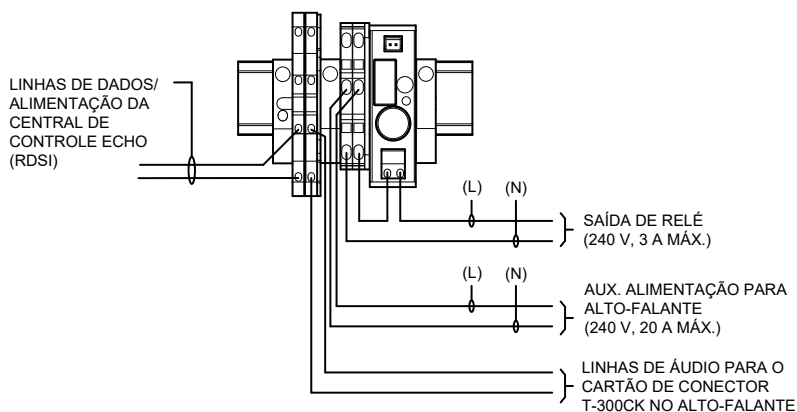 LINHAS DE DADOS/
ALIMENTAÇÃO DA
CENTRAL DE
CONTROLE ECHO
(RDSI)
(L)
(N)
SAÍDA DE RELÉ
(240 V, 3 A MÁX.)
(L)
(N)
AUX. ALIMENTAÇÃO PARA
ALTO-FALANTE
(240 V, 20 A MÁX.)
LINHAS DE ÁUDIO PARA O
CARTÃO DE CONECTOR
T-300CK NO ALTO-FALANTE